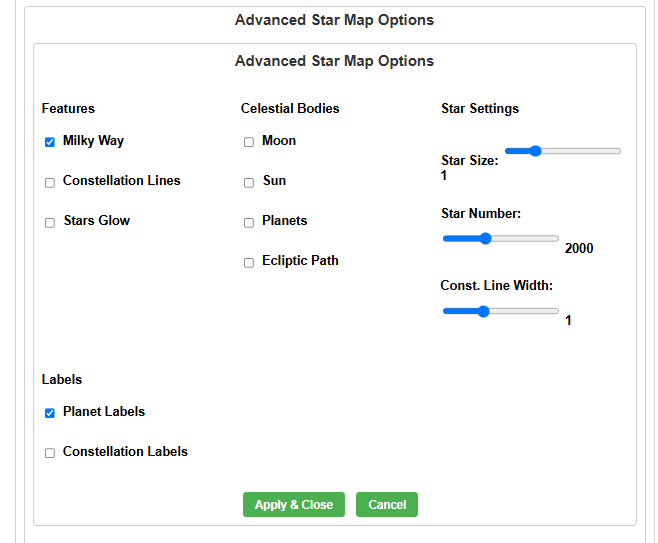 Advanced Star Map Options
Advanced Star Map Options
Features
Milky Way
Constellation Lines
Stars Glow
Celestial Bodies
Moon
Sun
Planets
Ecliptic Path
Star Settings
Star Size:
1
Star Number:
2000
Const. Line Width:
1
Labels
Planet Labels
Constellation Labels
Apply & Close
Cancel